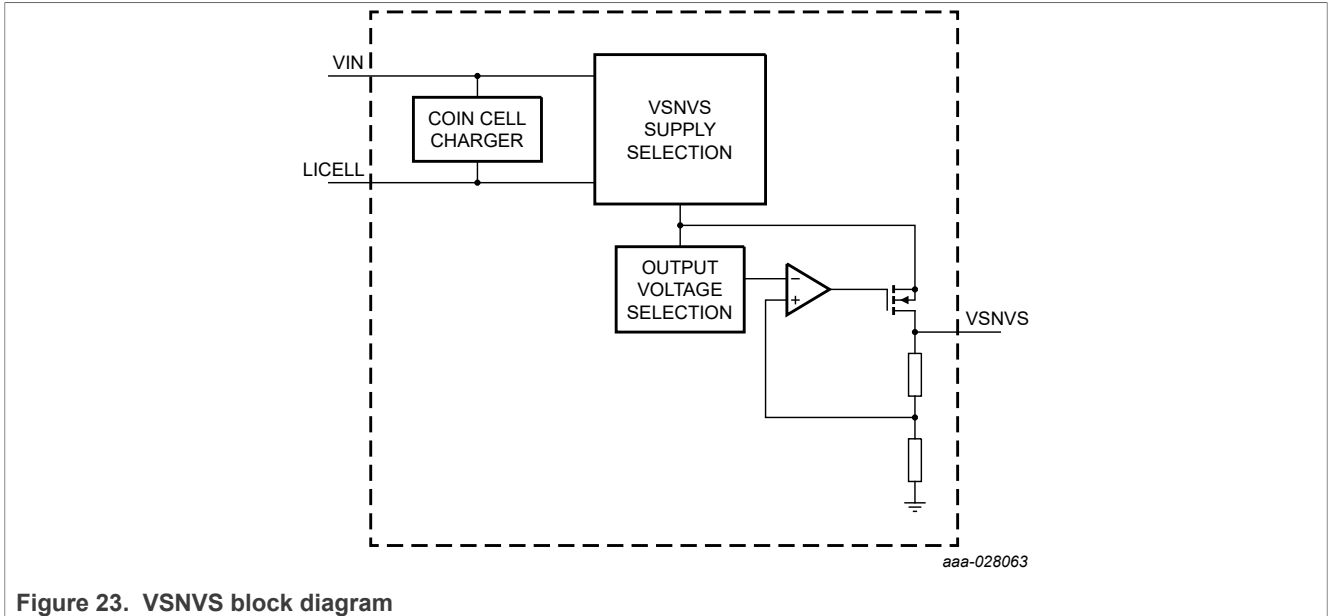 VIN
COIN CELL
CHARGER
LICELL
VSNVS
SUPPLY
SELECTION
OUTPUT
VOLTAGE
SELECTION
−
+
VSNVS
aaa-028063
Figure 23. VSNVS block diagram